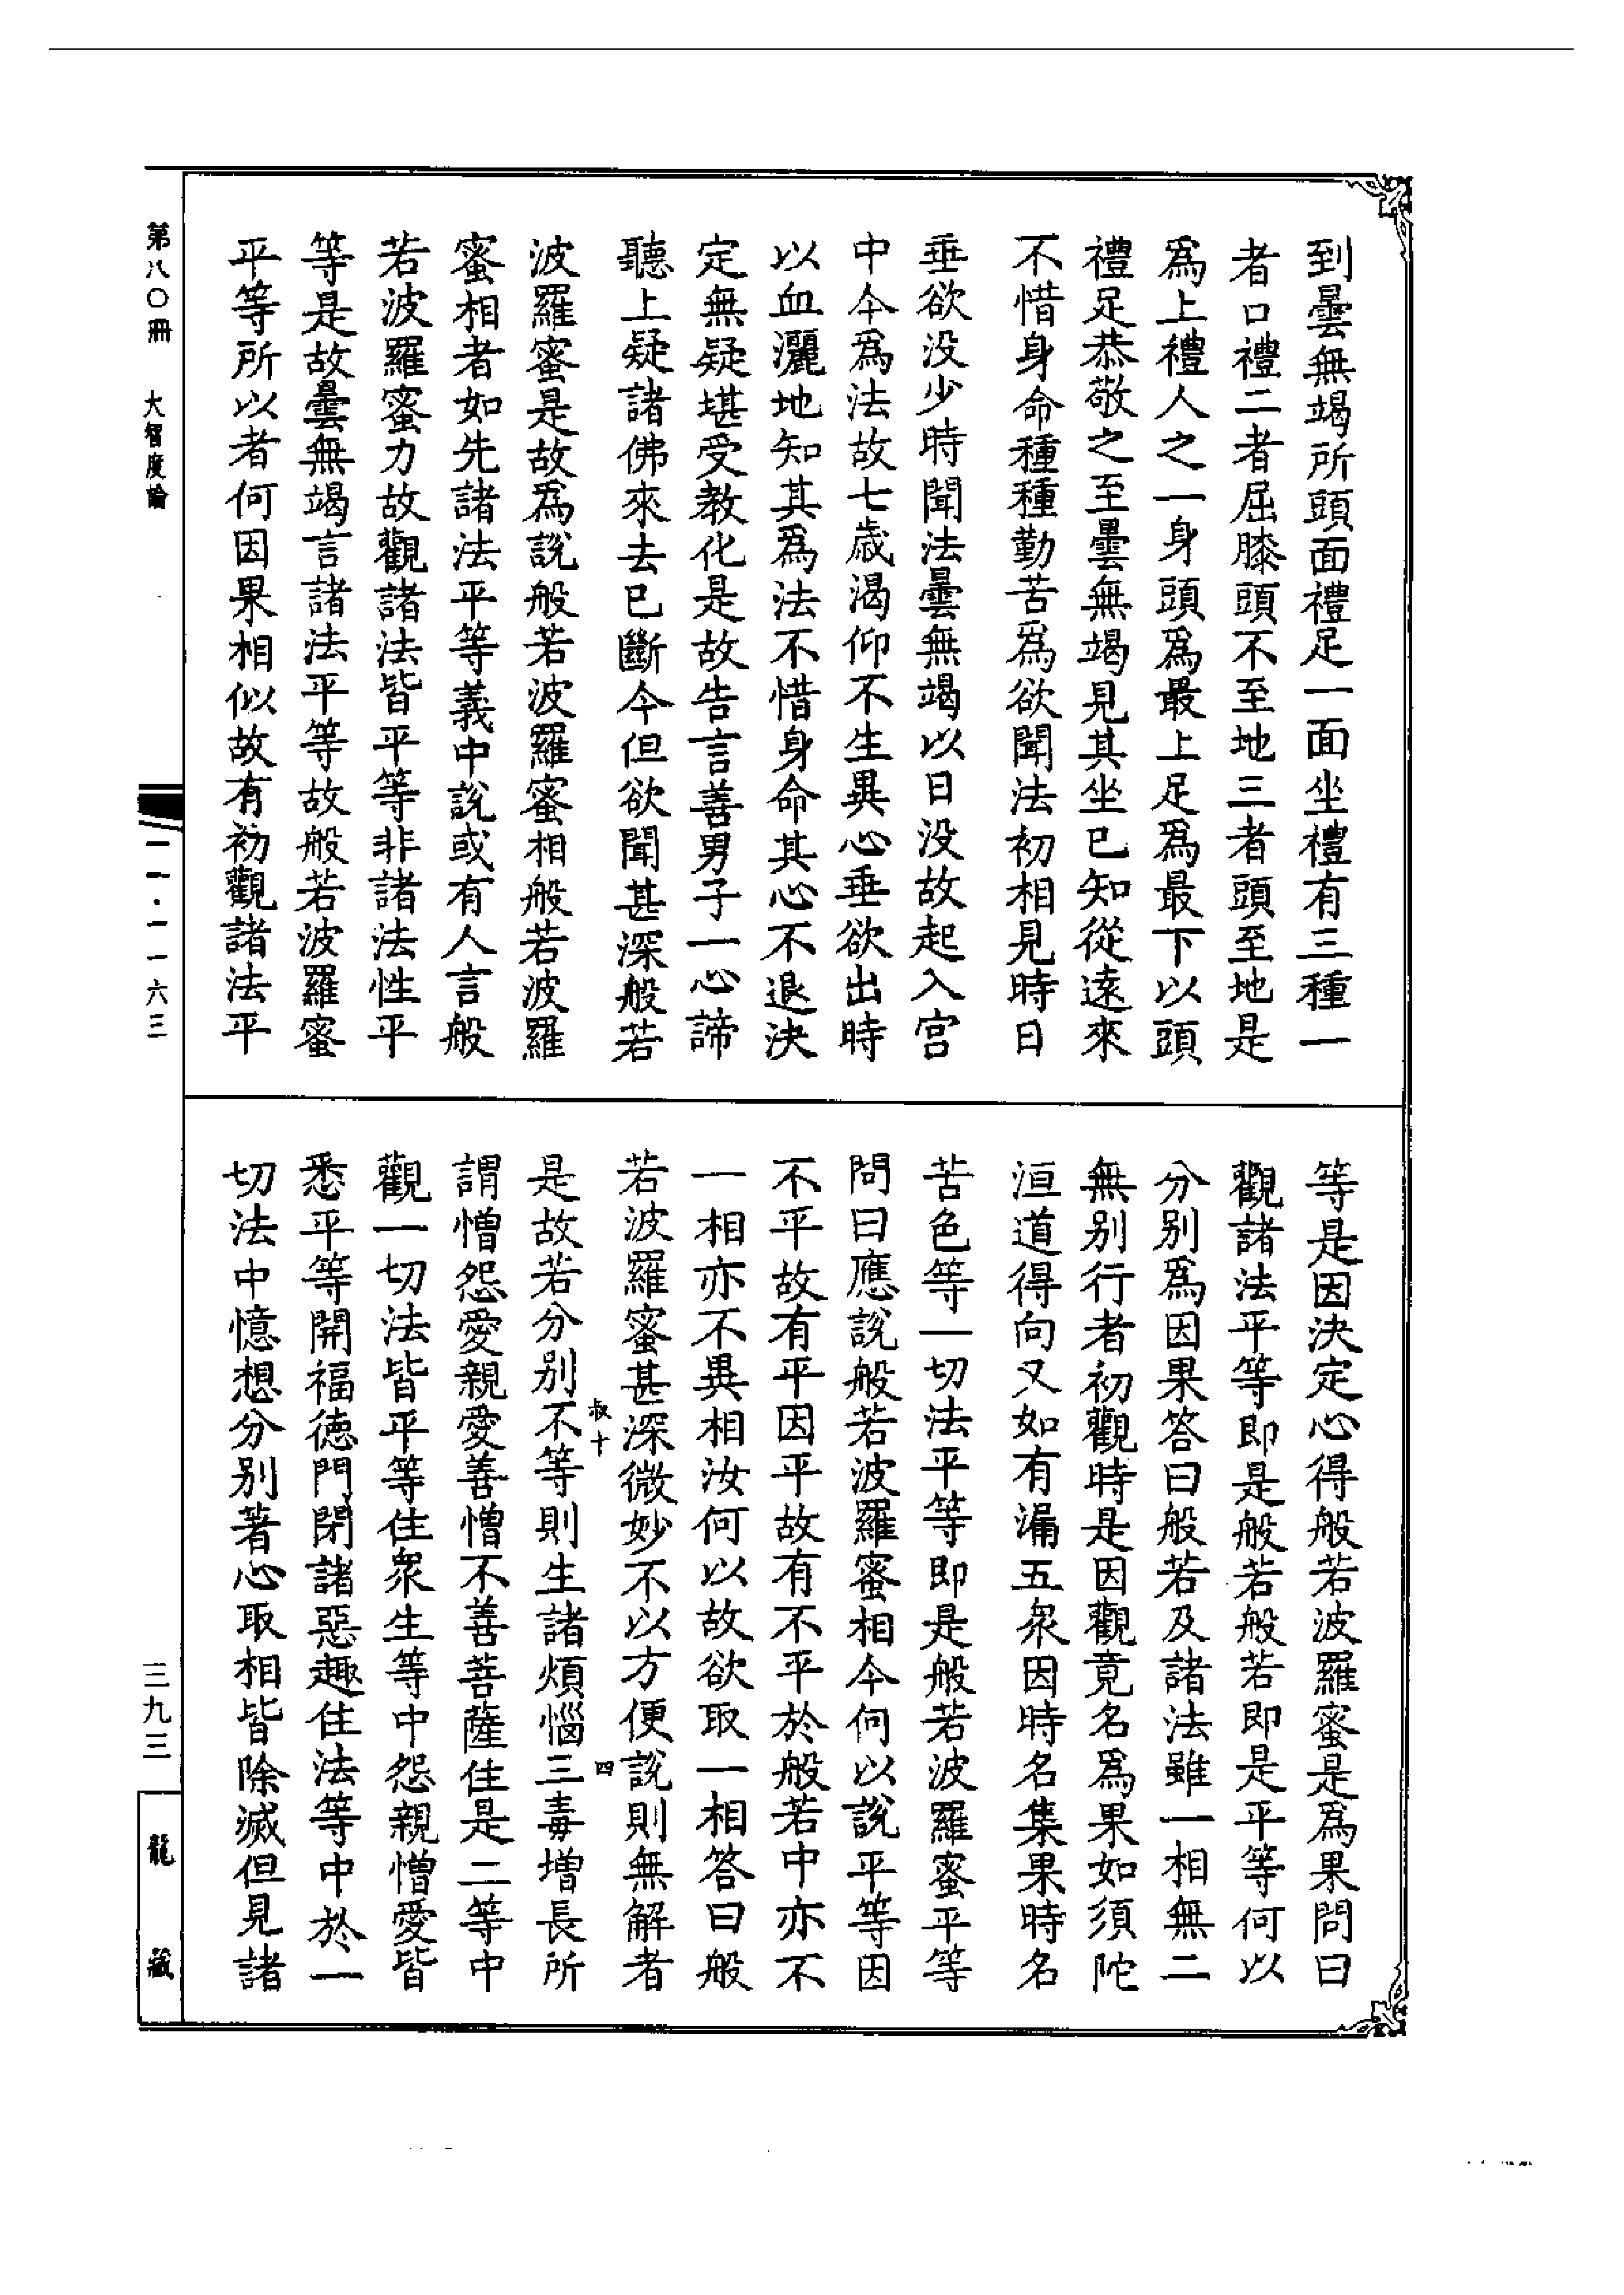 到曇無竭所頭面禮足一面坐禮有三種一
者口禮二者屈膝頭不至地三者頭至地是
爲上禮人之一身頭爲最上足爲最下以頭
禮足恭敬之至曇無竭見其坐已知從遠來
不惜身命種種勤苦爲欲聞法初相見時日
垂欲没少時聞法曇無竭以日没故起入宮
中今爲法故七歲渴仰不生異心垂欲出時
以血灑地知其爲法不惜身命其心不退決
定無疑堪受教化是故告言善男子一心諦
聽上疑諸佛來去已斷今但欲聞甚深般若
波羅蜜是故爲說般若波羅蜜相般若波羅
蜜相者如先諸法平等義中說或有人言般
若波羅蜜力故觀諸法皆平等非諸法性平
等是故曇無竭言諸法平等故般若波羅蜜
平等所以者何因果相似故有初觀諸法平
等是因決定心得般若波羅蜜是爲果問曰
觀諸法平等即是般若般若即是平等何以
分別爲因果答曰般若及諸法雖一相無二
無別行者初觀時是因觀竟名爲果如須陀
洹道得向又如有漏五衆因時名集果時名
苦色等一切法平等即是般若波羅蜜平等
問曰應說般若波羅蜜相今何以說平等因
不平故有平因平故有不平於般若中亦不
一相亦不異相汝何以故欲取一相答曰般
若波羅蜜甚深微妙不以方便說則無解者
叔十
四
是故若分別不等則生諸煩惱三毒增長所
謂憎怨愛親愛善憎不善菩薩住是二等中
觀一切法皆平等住衆生等中怨親憎愛皆
悉平等開福德門閉諸惡趣住法等中於一
切法中憶想分別著心取相皆除滅但見諸
第八〇冊
大智度論
一一·一一六三
三九三
龍藏